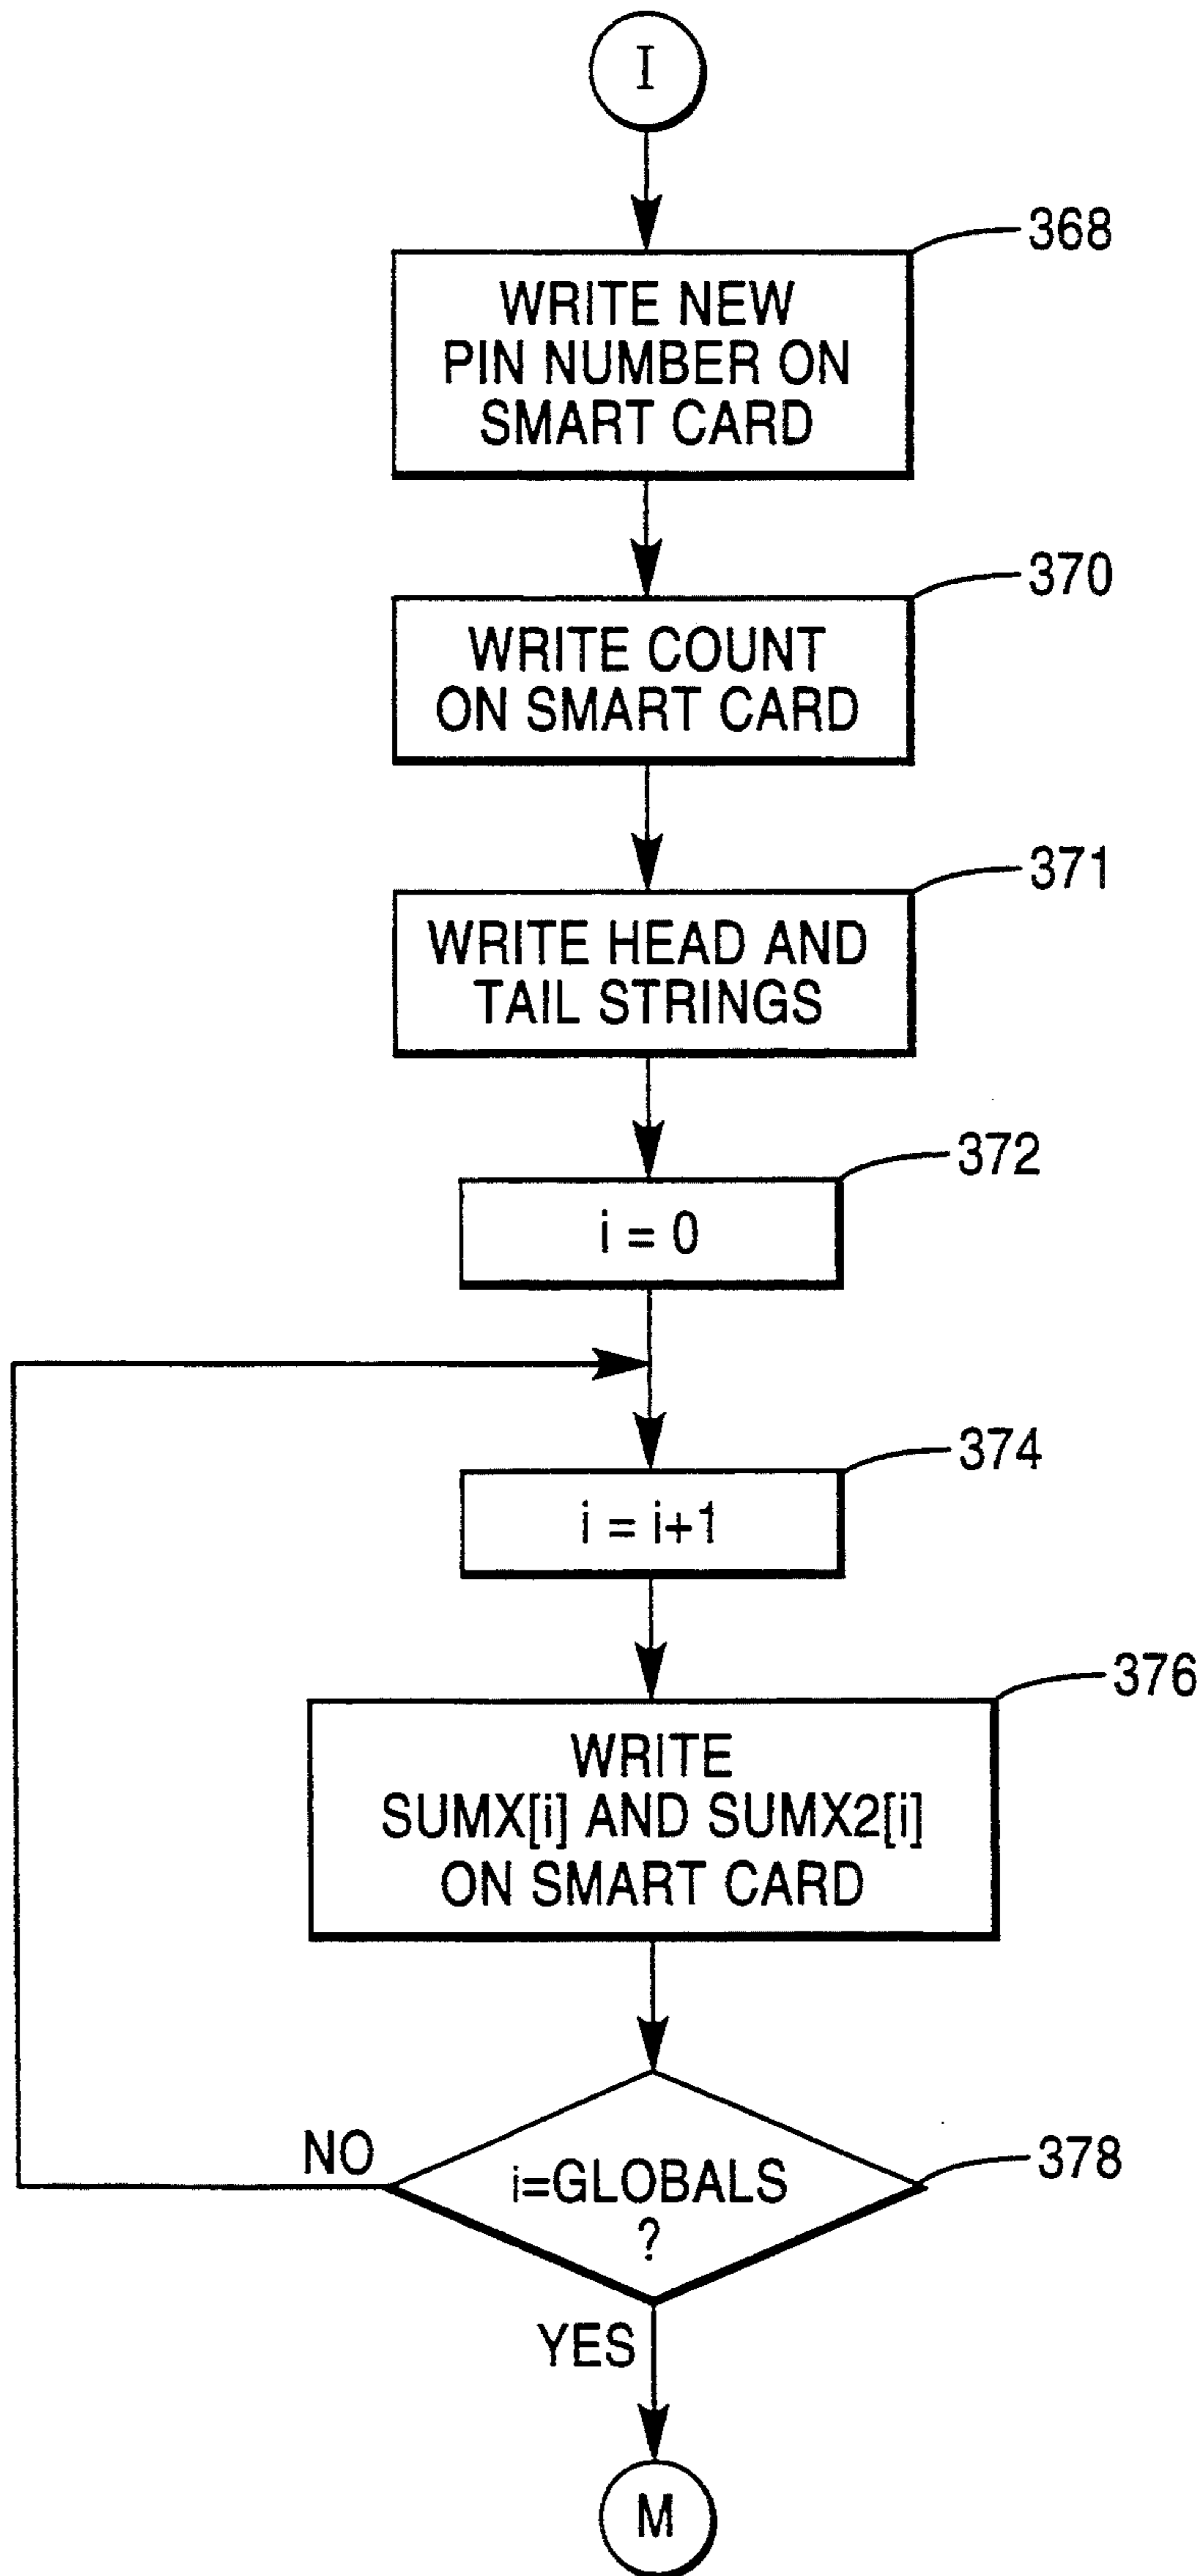 I
368
WRITE NEW
PIN NUMBER ON
SMART CARD
370
WRITE COUNT
ON SMART CARD
371
WRITE HEAD AND
TAIL STRINGS
372
i = 0
374
i = i+1
376
WRITE
SUMX[i] AND SUMX2[i]
ON SMART CARD
378
NO
i=GLOBALS
?
YES
M